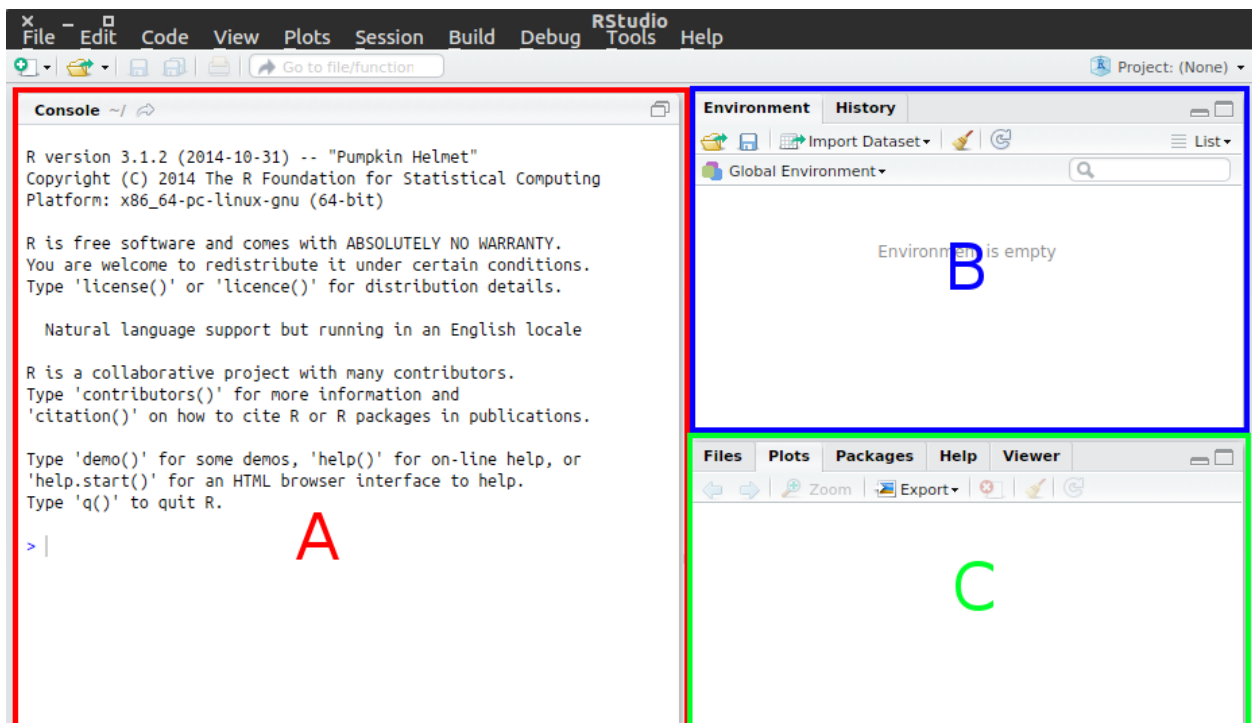 RStudio
File Edit Code View Plots Session Build Debug Tools Help
Go to file/function
Project: (None)
Console ~/
R version 3.1.2 (2014-10-31) -- "Pumpkin Helmet"
Copyright (C) 2014 The R Foundation for Statistical Computing
Platform: x86_64-pc-linux-gnu (64-bit)
R is free software and comes with ABSOLUTELY NO WARRANTY.
You are welcome to redistribute it under certain conditions.
Type 'license()' or 'licence()' for distribution details.
Natural language support but running in an English locale
R is a collaborative project with many contributors.
Type 'contributors()' for more information and
'citation()' on how to cite R or R packages in publications.
Type 'demo()' for some demos, 'help()' for on-line help, or
'help.start()' for an HTML browser interface to help.
Type 'q()' to quit R.
>
A
Environment History
Import Dataset List
Global Environment
Environment is empty
B
Files Plots Packages Help Viewer
Zoom Export
C